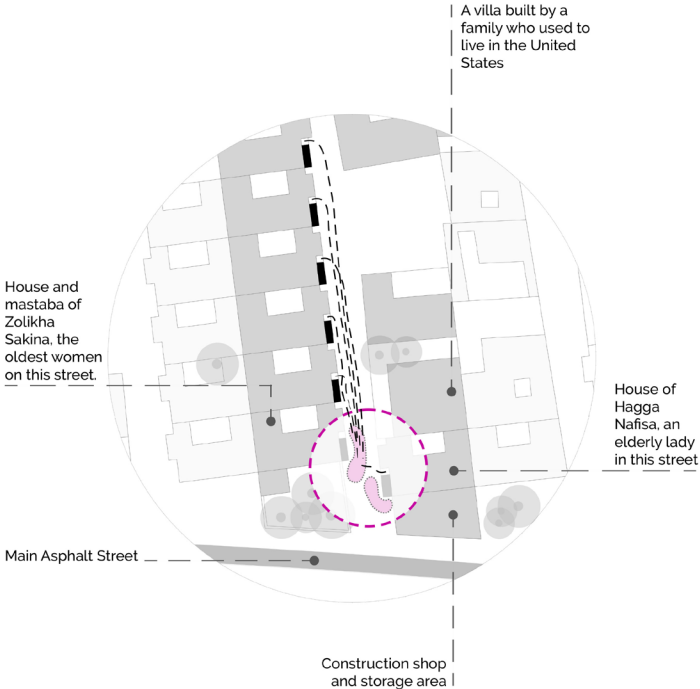 A villa built by a
family who used to
live in the United
States
House and
mastaba of
Zolikha
Sakina, the
oldest women
on this street.
House of
Hagga
Nafisa, an
elderly lady
in this street
Main Asphalt Street
Construction shop
and storage area